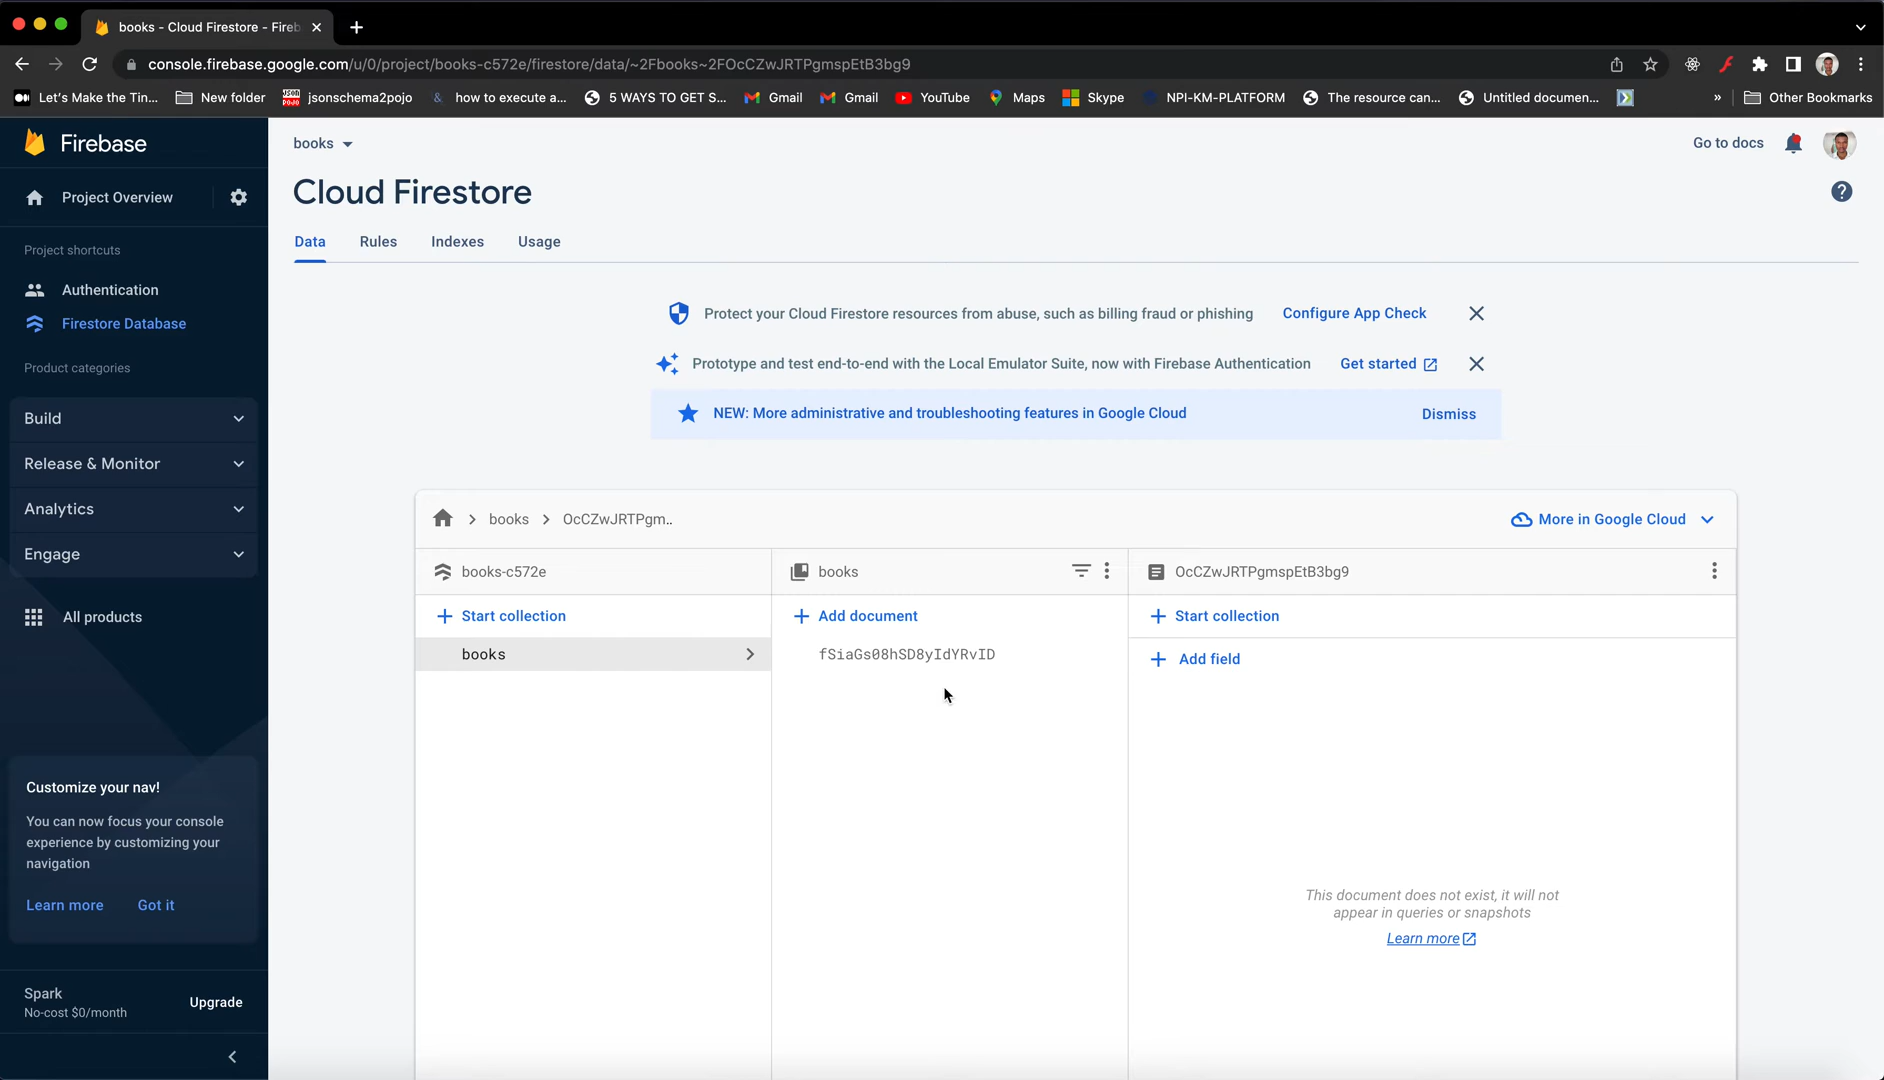 books - Cloud Firestore - Fireb
console.firebase.google.com/u/0/project/books-c572e/firestore/data/~2Fbooks~2FOcCZwJRTPgmspEtB3bg9
Let's Make the Tin...
New folder
jsonschema2pojo
how to execute a...
5 WAYS TO GET S...
Gmail
Gmail
YouTube
Maps
Skype
NPI-KM-PLATFORM
The resource can...
Untitled documen...
»
Other Bookmarks
Firebase
Project Overview
Project shortcuts
Authentication
Firestore Database
Product categories
Build
Release & Monitor
Analytics
Engage
All products
Customize your nav!
You can now focus your console
experience by customizing your
navigation
Learn more
Got it
Spark
No-cost $0/month
Upgrade
books
Go to docs
Cloud Firestore
Data
Rules
Indexes
Usage
Protect your Cloud Firestore resources from abuse, such as billing fraud or phishing
Configure App Check
Prototype and test end-to-end with the Local Emulator Suite, now with Firebase Authentication
Get started
NEW: More administrative and troubleshooting features in Google Cloud
Dismiss
books
OcCZwJRTPgm..
More in Google Cloud
books-c572e
Start collection
books
books
Add document
fSiaGs08hSD8yIdYRvID
OcCZwJRTPgmspEtB3bg9
Start collection
Add field
This document does not exist, it will not
appear in queries or snapshots
Learn more